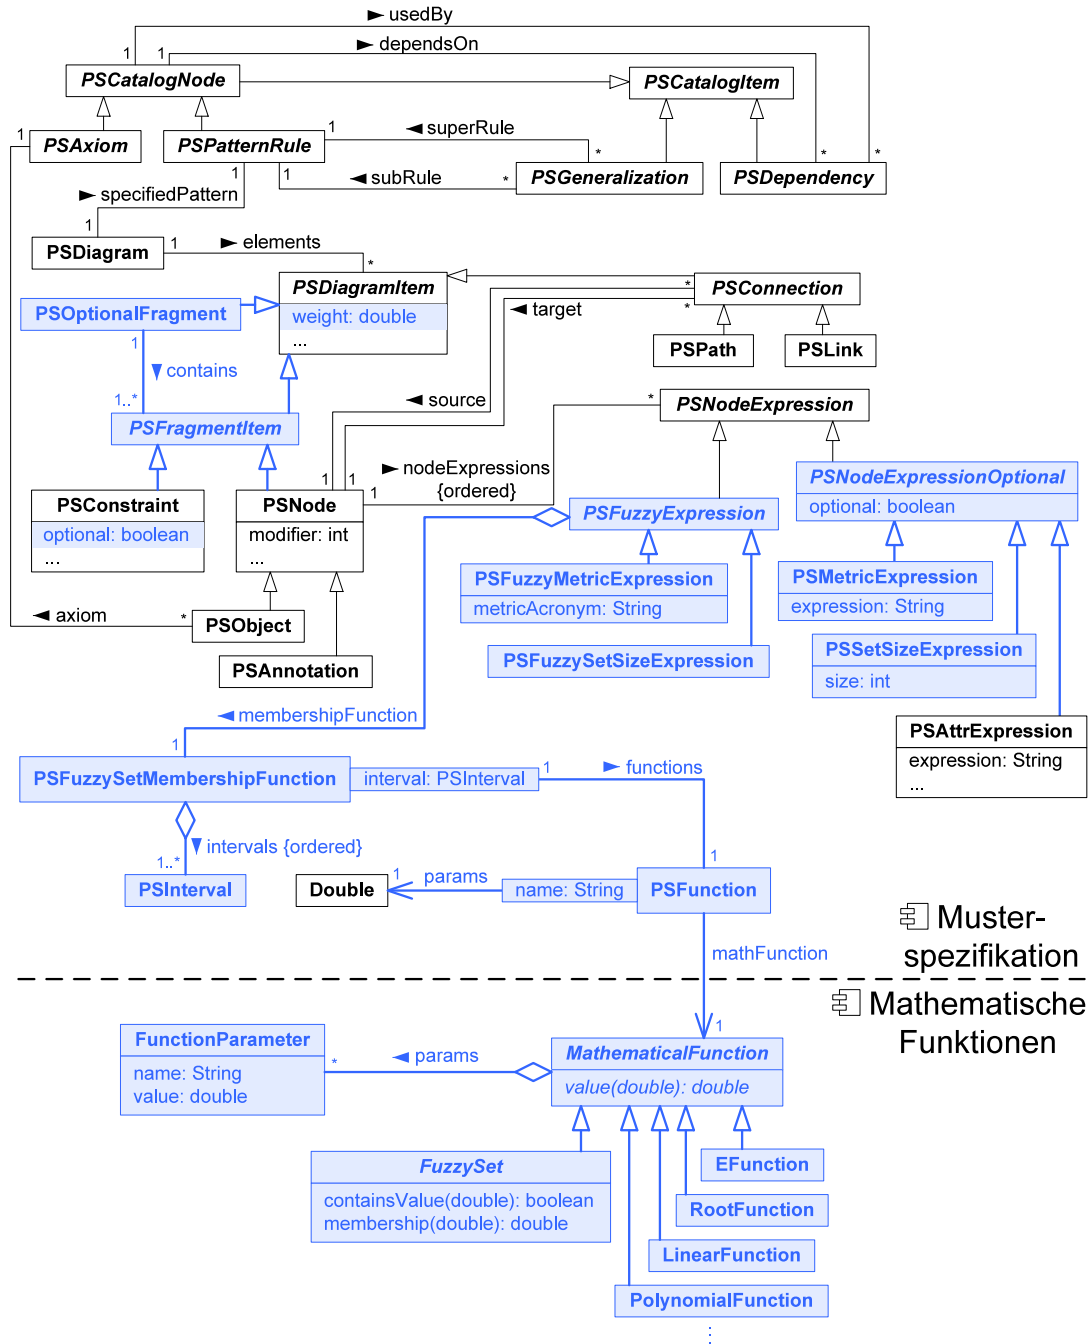 ► usedBy
1
1
► dependsOn
PSCatalogNode
PSCatalogItem
1
PSAxiom
PSPatternRule
1
◄ superRule
*
*
*
1
1
◄ subRule
*
PSGeneralization
PSDependency
► specifiedPattern
1
PSDiagram
1
► elements
*
PSDiagramItem
weight: double
...
PSOptionalFragment
*
*
PSConnection
◄ target
PSPath
PSLink
1
▼ contains
1..*
PSFragmentItem
◄ source
*
PSNodeExpression
1
1
1
► nodeExpressions
{ordered}
PSConstraint
optional: boolean
...
PSNode
modifier: int
...
PSFuzzyExpression
PSNodeExpressionOptional
optional: boolean
PSFuzzyMetricExpression
metricAcronym: String
PSMetricExpression
expression: String
◄ axiom
*
PSObject
PSAnnotation
PSFuzzySetSizeExpression
PSSetSizeExpression
size: int
PSAttrExpression
expression: String
...
◄ membershipFunction
1
PSFuzzySetMembershipFunction
interval: PSInterval
1
► functions
▼ intervals {ordered}
1..*
PSInterval
Double
1
params
name: String
1
PSFunction
Muster-
spezifikation
mathFunction
Mathematische
Funktionen
1
FunctionParameter
name: String
value: double
*
◄ params
MathematicalFunction
value(double): double
FuzzySet
containsValue(double): boolean
membership(double): double
EFunction
RootFunction
LinearFunction
PolynomialFunction
⋮